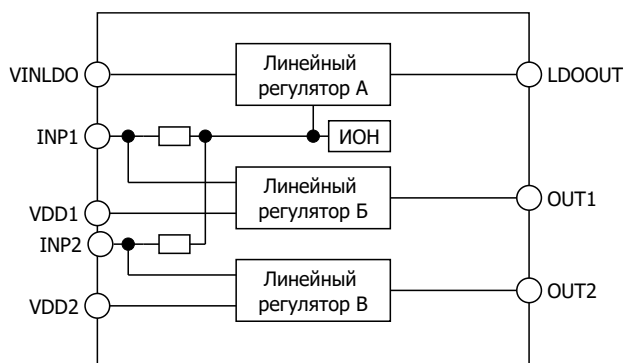 VINLDO
Линейный
регулятор А
LDOOUT
INP1
ИОН
Линейный
регулятор Б
OUT1
VDD1
INP2
Линейный
регулятор В
OUT2
VDD2